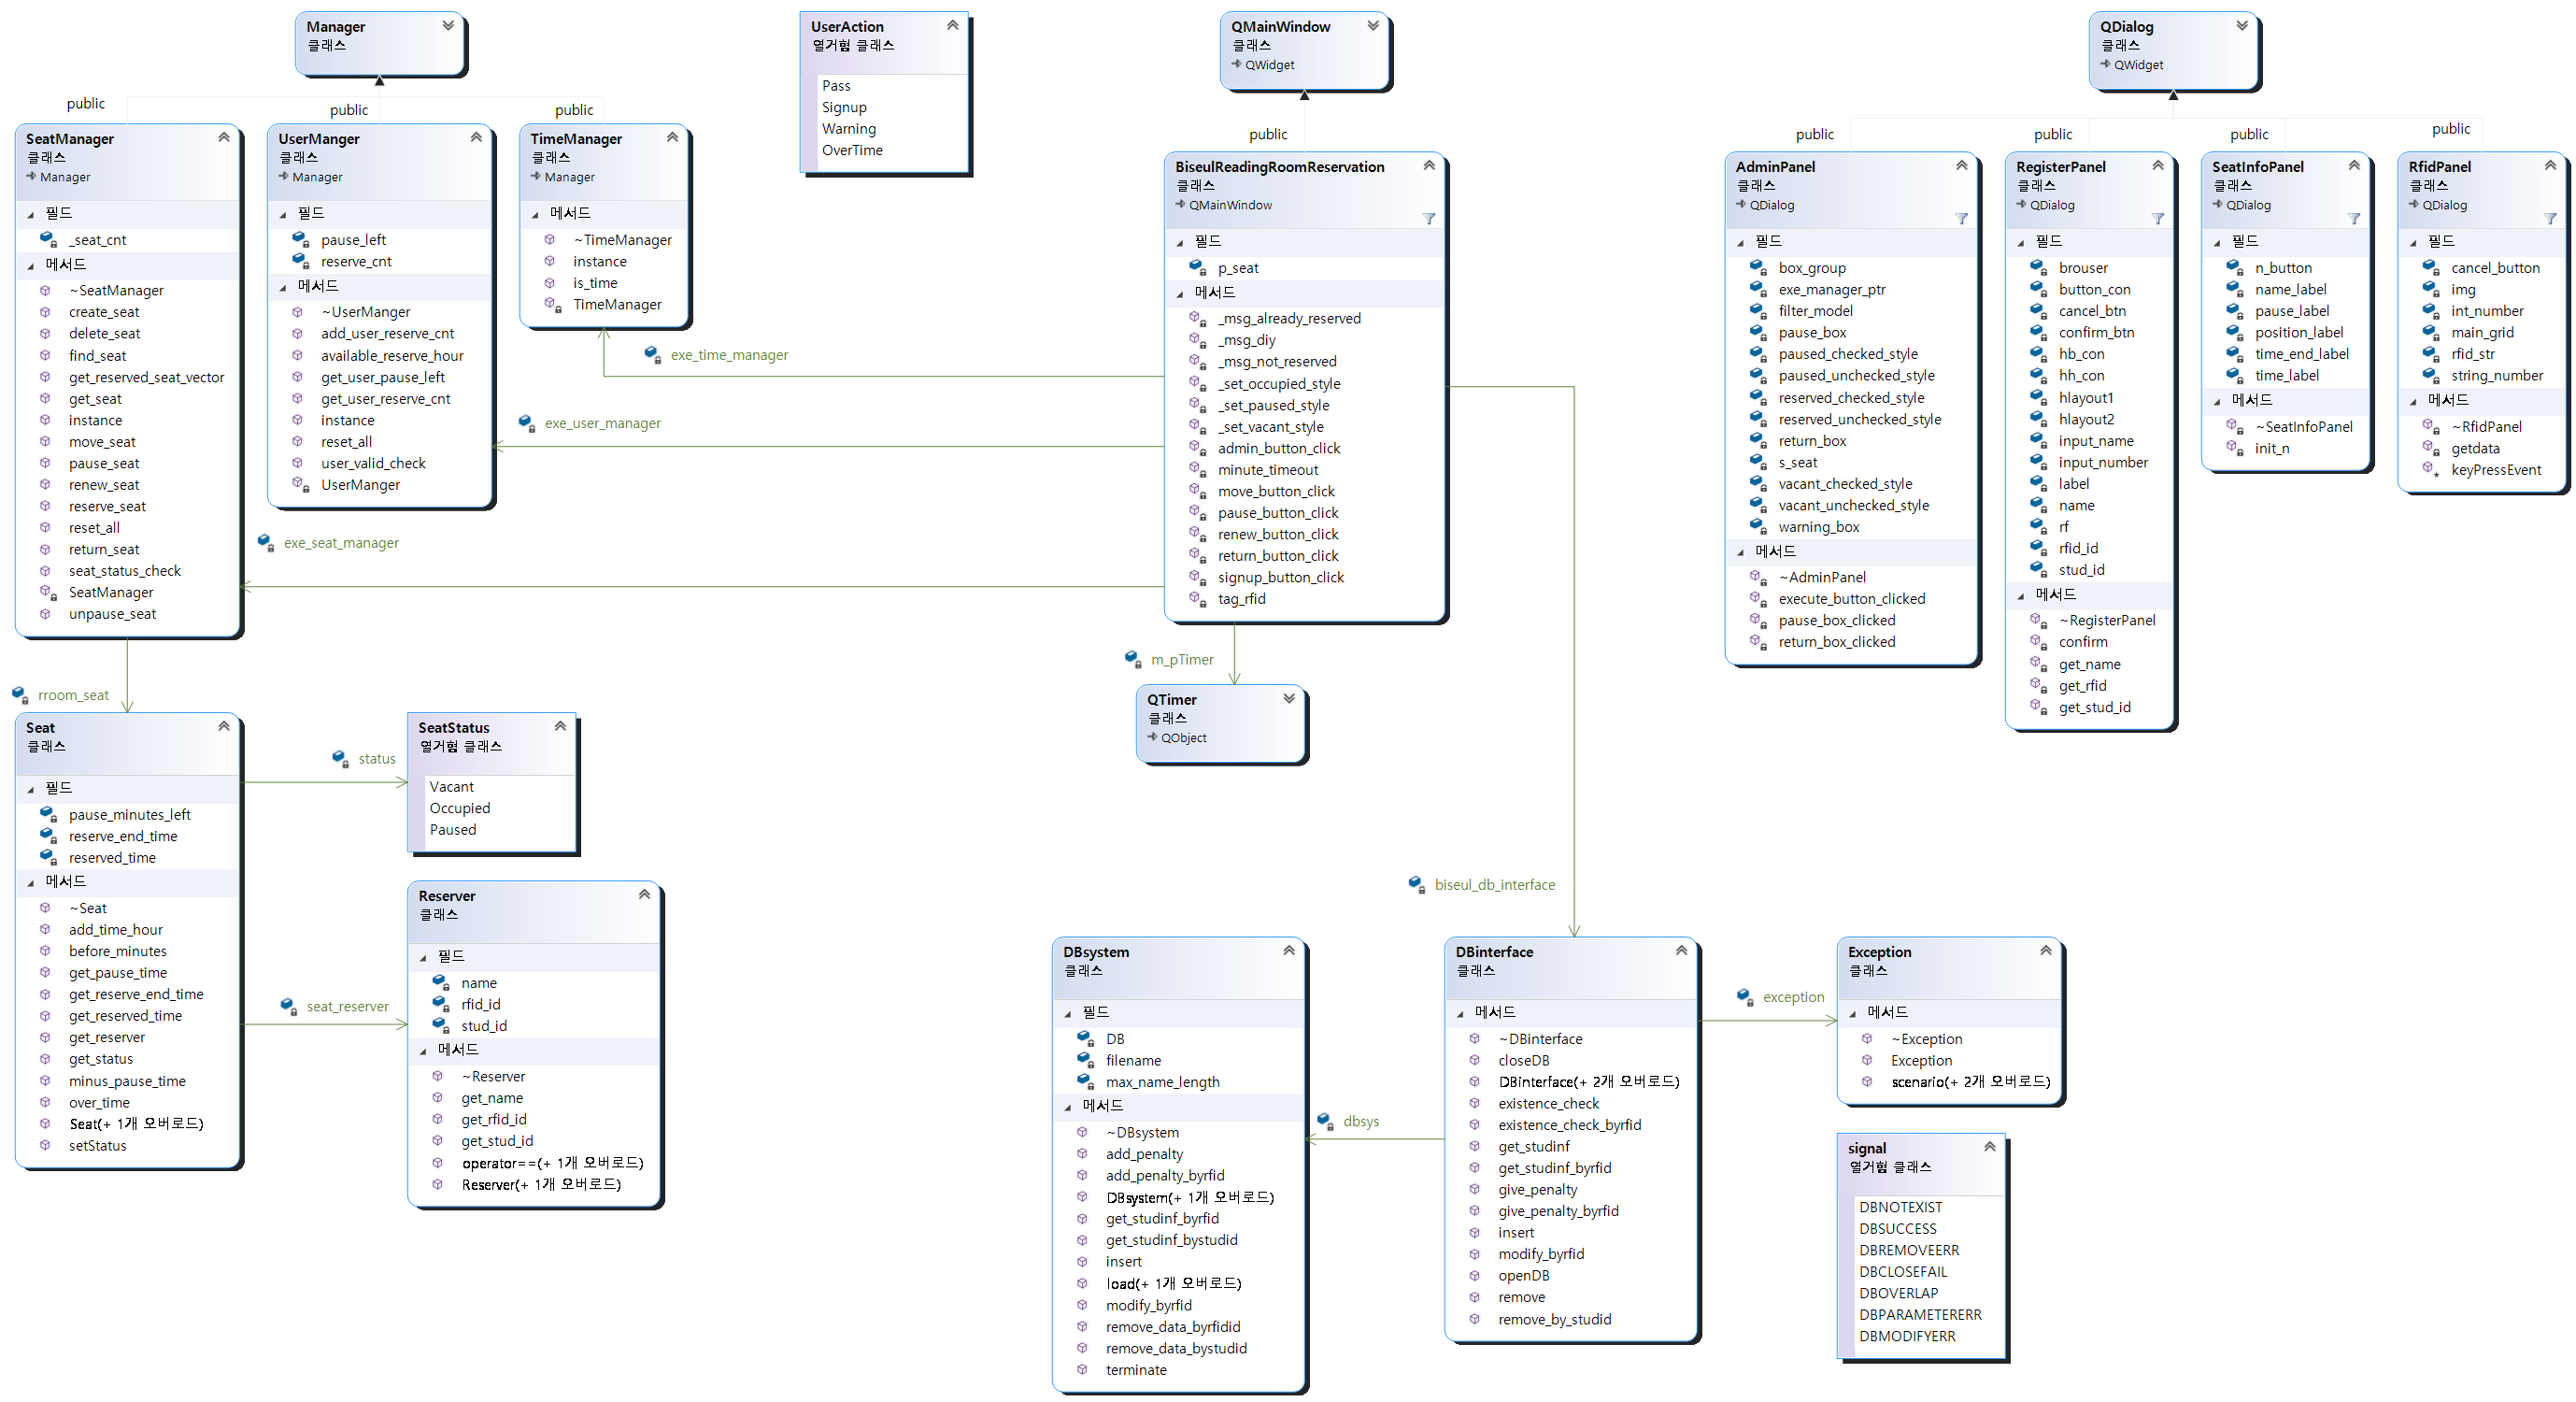 Manager
클래스
UserAction
열거형 클래스
Pass
Signup
Warning
OverTime
QMainWindow
클래스
QWidget
QDialog
클래스
QWidget
public
public
public
public
public
public
public
public
SeatManager
클래스
Manager
필드
_seat_cnt
메서드
~SeatManager
create_seat
delete_seat
find_seat
get_reserved_seat_vector
get_seat
instance
move_seat
pause_seat
renew_seat
reserve_seat
reset_all
return_seat
seat_status_check
SeatManager
unpause_seat
UserManger
클래스
Manager
필드
pause_left
reserve_cnt
메서드
~UserManger
add_user_reserve_cnt
available_reserve_hour
get_user_pause_left
get_user_reserve_cnt
instance
reset_all
user_valid_check
UserManger
TimeManager
클래스
Manager
메서드
~TimeManager
instance
is_time
TimeManager
exe_time_manager
exe_user_manager
exe_seat_manager
BiseulReadingRoomReservation
클래스
QMainWindow
필드
p_seat
메서드
_msg_already_reserved
_msg_diy
_msg_not_reserved
_set_occupied_style
_set_paused_style
_set_vacant_style
admin_button_click
minute_timeout
move_button_click
pause_button_click
renew_button_click
return_button_click
signup_button_click
tag_rfid
AdminPanel
클래스
QDialog
필드
box_group
exe_manager_ptr
filter_model
pause_box
paused_checked_style
paused_unchecked_style
reserved_checked_style
reserved_unchecked_style
return_box
s_seat
vacant_checked_style
vacant_unchecked_style
warning_box
메서드
~AdminPanel
execute_button_clicked
pause_box_clicked
return_box_clicked
RegisterPanel
클래스
QDialog
필드
brouser
button_con
cancel_btn
confirm_btn
hb_con
hh_con
hlayout1
hlayout2
input_name
input_number
label
name
rf
rfid_id
stud_id
메서드
~RegisterPanel
confirm
get_name
get_rfid
get_stud_id
SeatInfoPanel
클래스
QDialog
필드
n_button
name_label
pause_label
position_label
time_end_label
time_label
메서드
~SeatInfoPanel
init_n
RfidPanel
클래스
QDialog
필드
cancel_button
img
int_number
main_grid
rfid_str
string_number
메서드
~RfidPanel
getdata
keyPressEvent
rroom_seat
m_pTimer
QTimer
클래스
QObject
Seat
클래스
필드
pause_minutes_left
reserve_end_time
reserved_time
메서드
~Seat
add_time_hour
before_minutes
get_pause_time
get_reserve_end_time
get_reserved_time
get_reserver
get_status
minus_pause_time
over_time
Seat(+ 1개 오버로드)
setStatus
status
SeatStatus
열거형 클래스
Vacant
Occupied
Paused
seat_reserver
Reserver
클래스
필드
name
rfid_id
stud_id
메서드
~Reserver
get_name
get_rfid_id
get_stud_id
operator==(+ 1개 오버로드)
Reserver(+ 1개 오버로드)
biseul_db_interface
DBsystem
클래스
필드
DB
filename
max_name_length
메서드
~DBsystem
add_penalty
add_penalty_byrfid
DBsystem(+ 1개 오버로드)
get_studinf_byrfid
get_studinf_bystudid
insert
load(+ 1개 오버로드)
modify_byrfid
remove_data_byrfidid
remove_data_bystudid
terminate
dbsys
DBinterface
클래스
메서드
~DBinterface
closeDB
DBinterface(+ 2개 오버로드)
existence_check
existence_check_byrfid
get_studinf
get_studinf_byrfid
give_penalty
give_penalty_byrfid
insert
modify_byrfid
openDB
remove
remove_by_studid
exception
Exception
클래스
메서드
~Exception
Exception
scenario(+ 2개 오버로드)
signal
열거형 클래스
DBNOTEXIST
DBSUCCESS
DBREMOVEERR
DBCLOSEFAIL
DBOVERLAP
DBPARAMETERERR
DBMODIFYERR